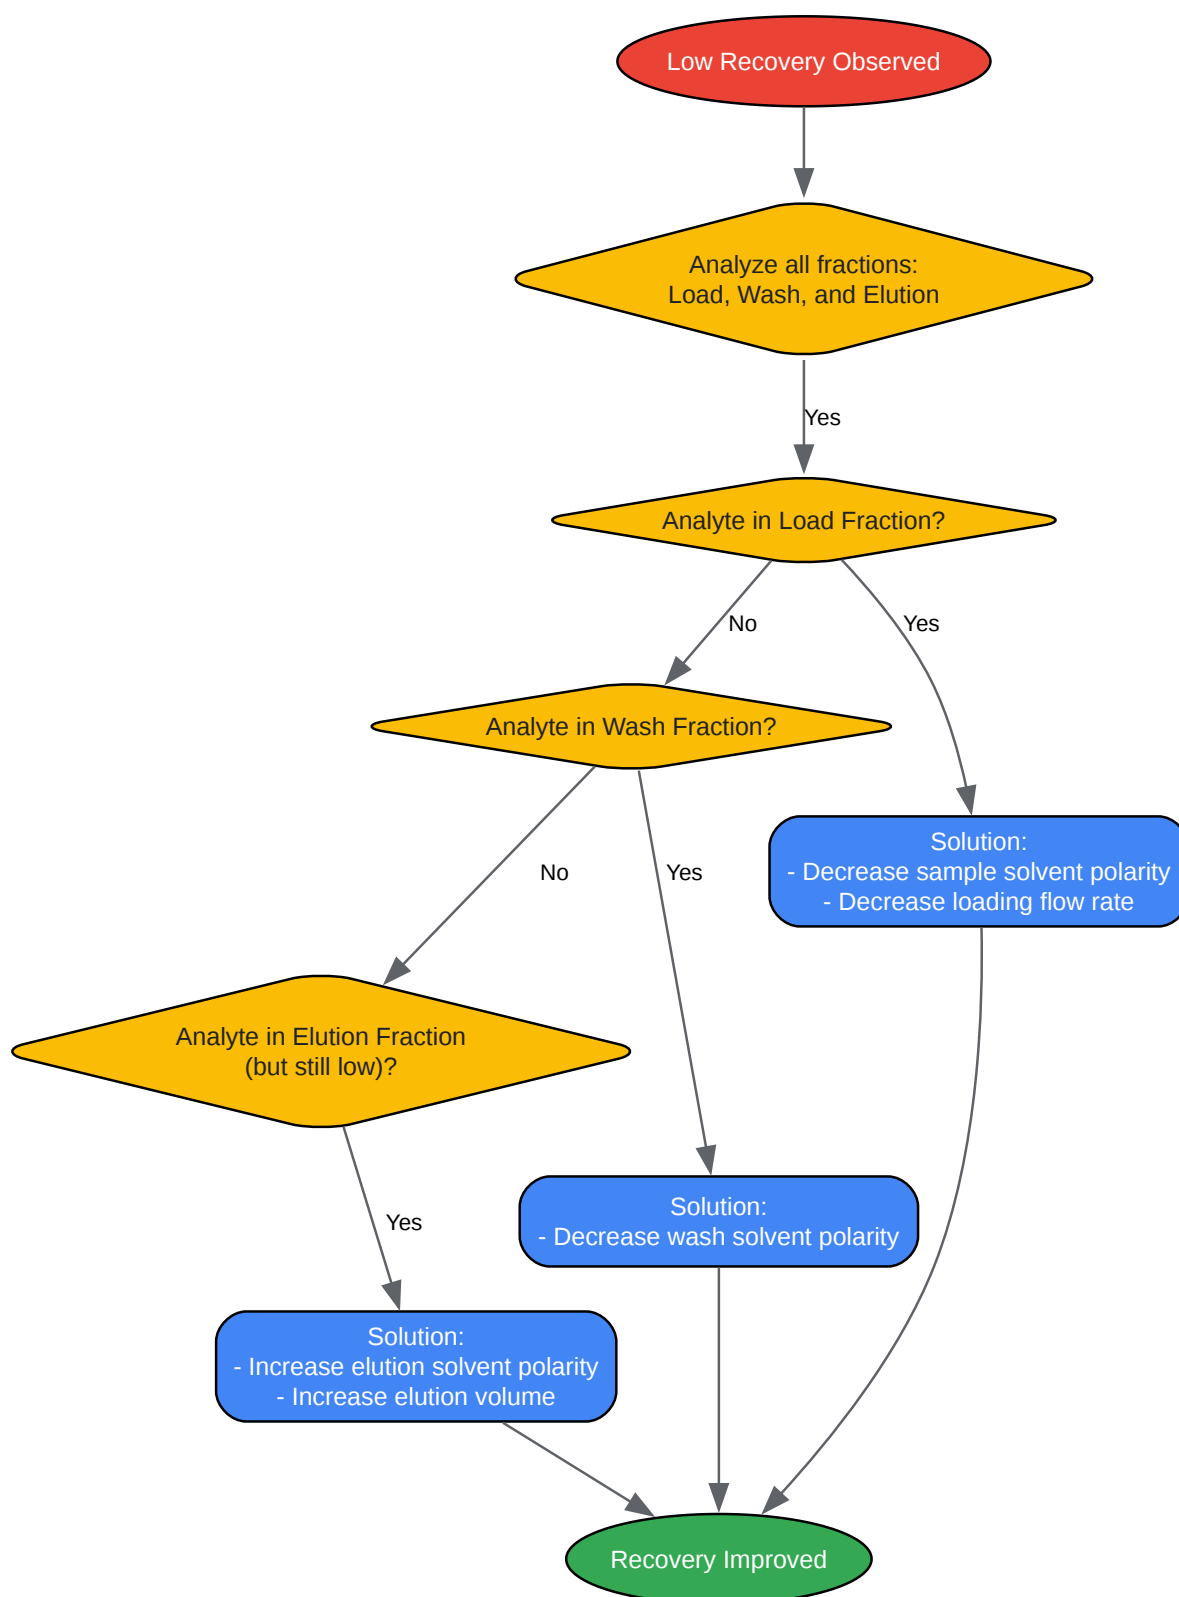 Low Recovery Observed
Analyze all fractions:
Load, Wash, and Elution
Yes
Analyte in Load Fraction?
No
Yes
Analyte in Wash Fraction?
Solution:
- Decrease sample solvent polarity
- Decrease loading flow rate
No
Yes
Analyte in Elution Fraction
(but still low)?
Yes
Solution:
- Decrease wash solvent polarity
Solution:
- Increase elution solvent polarity
- Increase elution volume
Recovery Improved